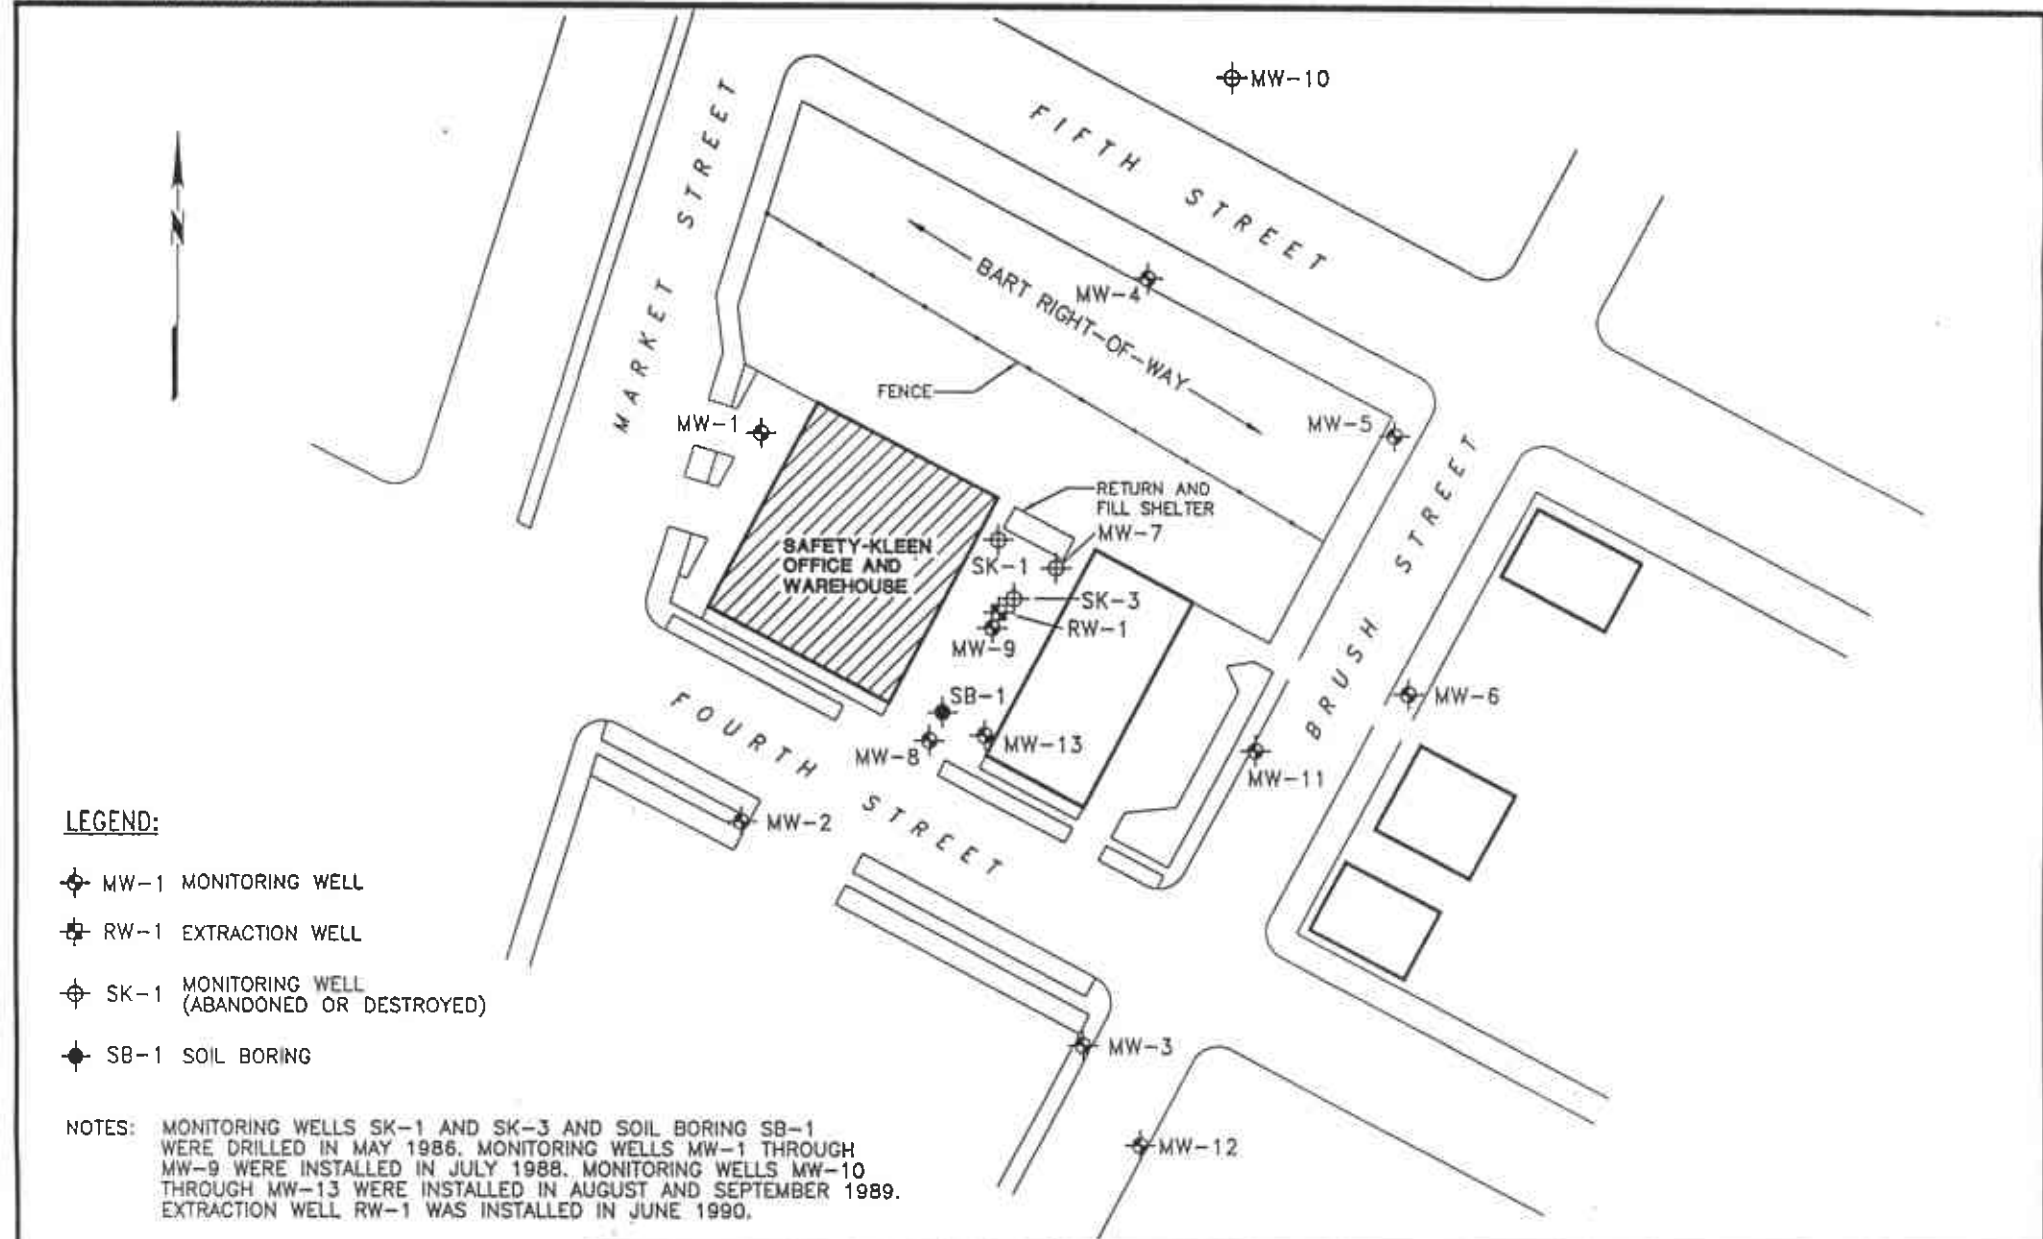 MW-10
FIFTH STREET
MARKET STREET
BART RIGHT-OF-WAY
MW-4
FENCE
MW-1
MW-5
RETURN AND
FILL SHELTER
MW-7
SAFETY-KLEEN
OFFICE AND
WAREHOUSE
SK-1
SK-3
RW-1
MW-9
BRUSH STREET
MW-6
SB-1
MW-13
MW-8
MW-11
FOURTH STREET
MW-2
MW-3
MW-12
N
LEGEND:
MW-1 MONITORING WELL
RW-1 EXTRACTION WELL
SK-1 MONITORING WELL
(ABANDONED OR DESTROYED)
SB-1 SOIL BORING
NOTES: MONITORING WELLS SK-1 AND SK-3 AND SOIL BORING SB-1
WERE DRILLED IN MAY 1986. MONITORING WELLS MW-1 THROUGH
MW-9 WERE INSTALLED IN JULY 1988. MONITORING WELLS MW-10
THROUGH MW-13 WERE INSTALLED IN AUGUST AND SEPTEMBER 1989.
EXTRACTION WELL RW-1 WAS INSTALLED IN JUNE 1990.